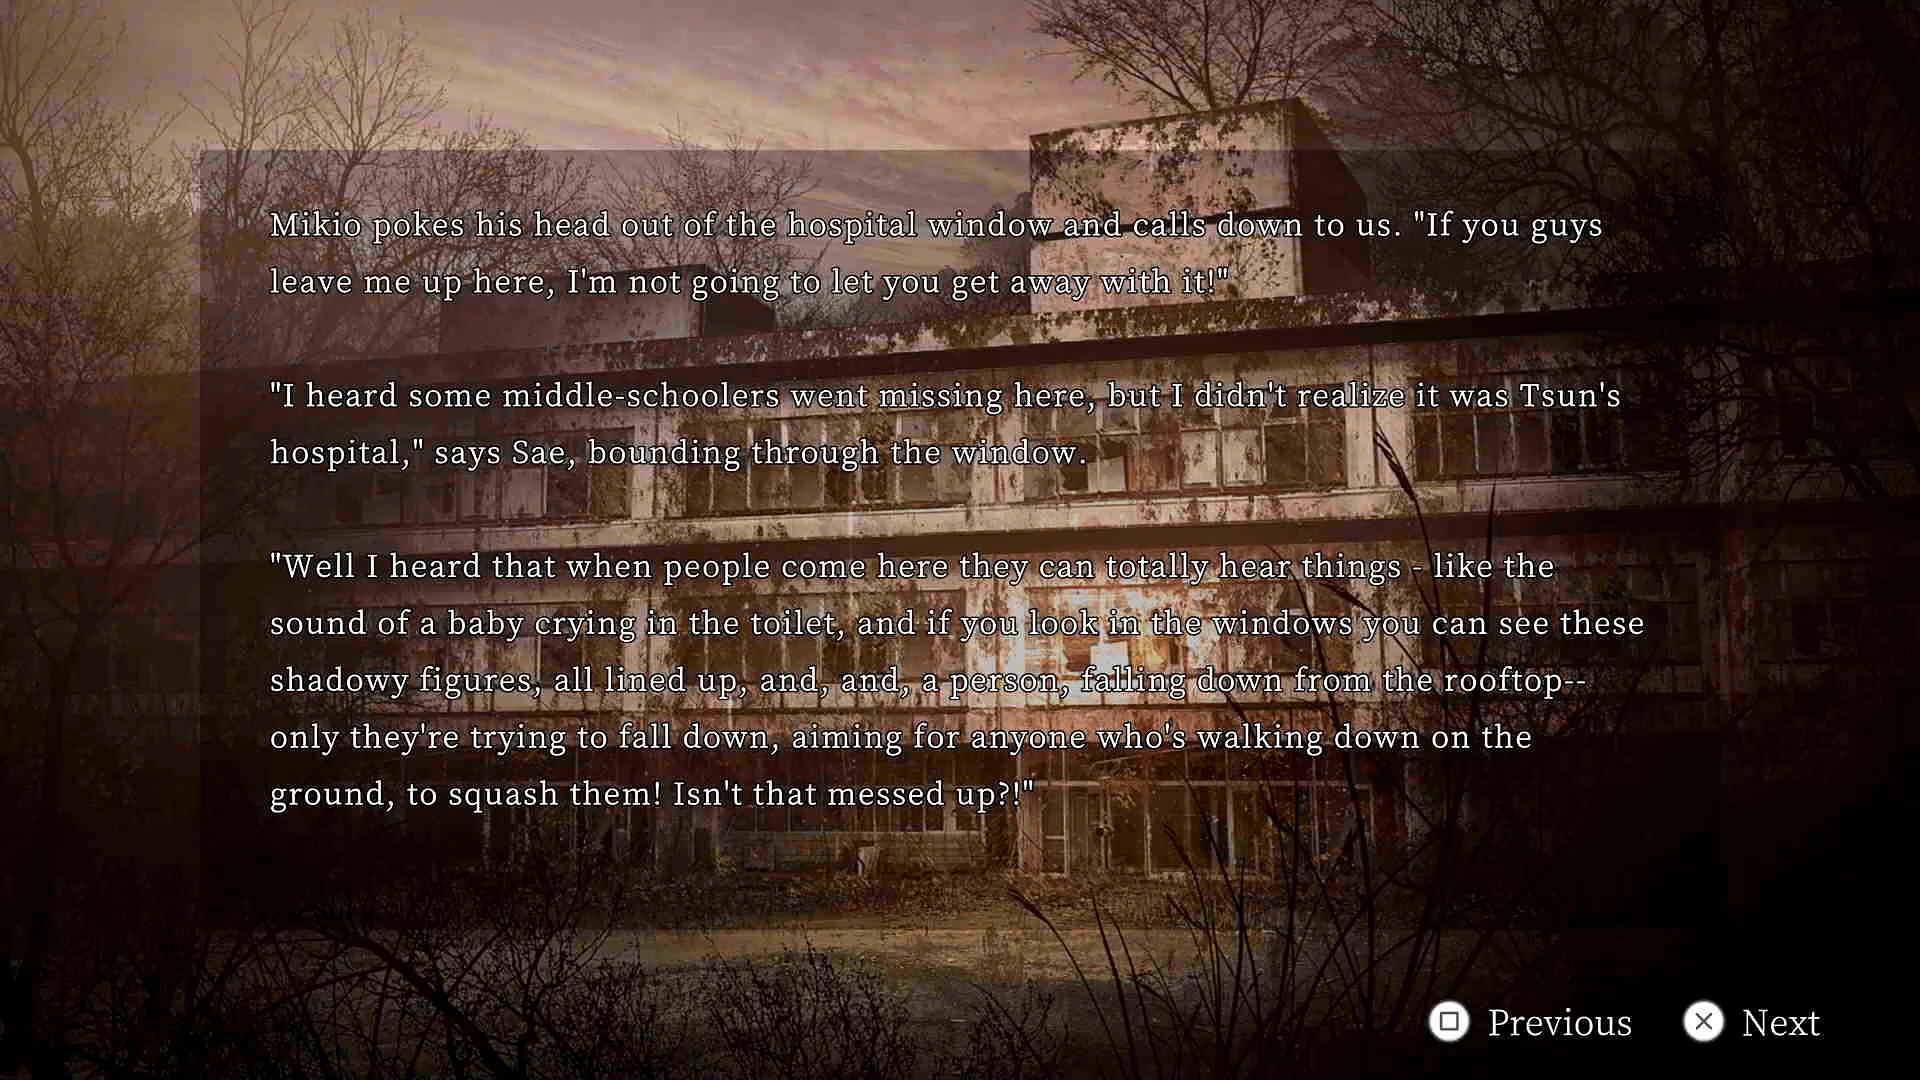 Mikio pokes his head out of the hospital window and calls down to us. "If you guys
leave me up here, I'm not going to let you get away with it!"
"I heard some middle-schoolers went missing here, but I didn't realize it was Tsun's
hospital," says Sae, bounding through the window.
"Well I heard that when people come here they can totally hear things - like the
sound of a baby crying in the toilet, and if you look in the windows you can see these
shadowy figures, all lined up, and, and, a person, falling down from the rooftop--
only they're trying to fall down, aiming for anyone who's walking down on the
ground, to squash them! Isn't that messed up?!"
Previous Next